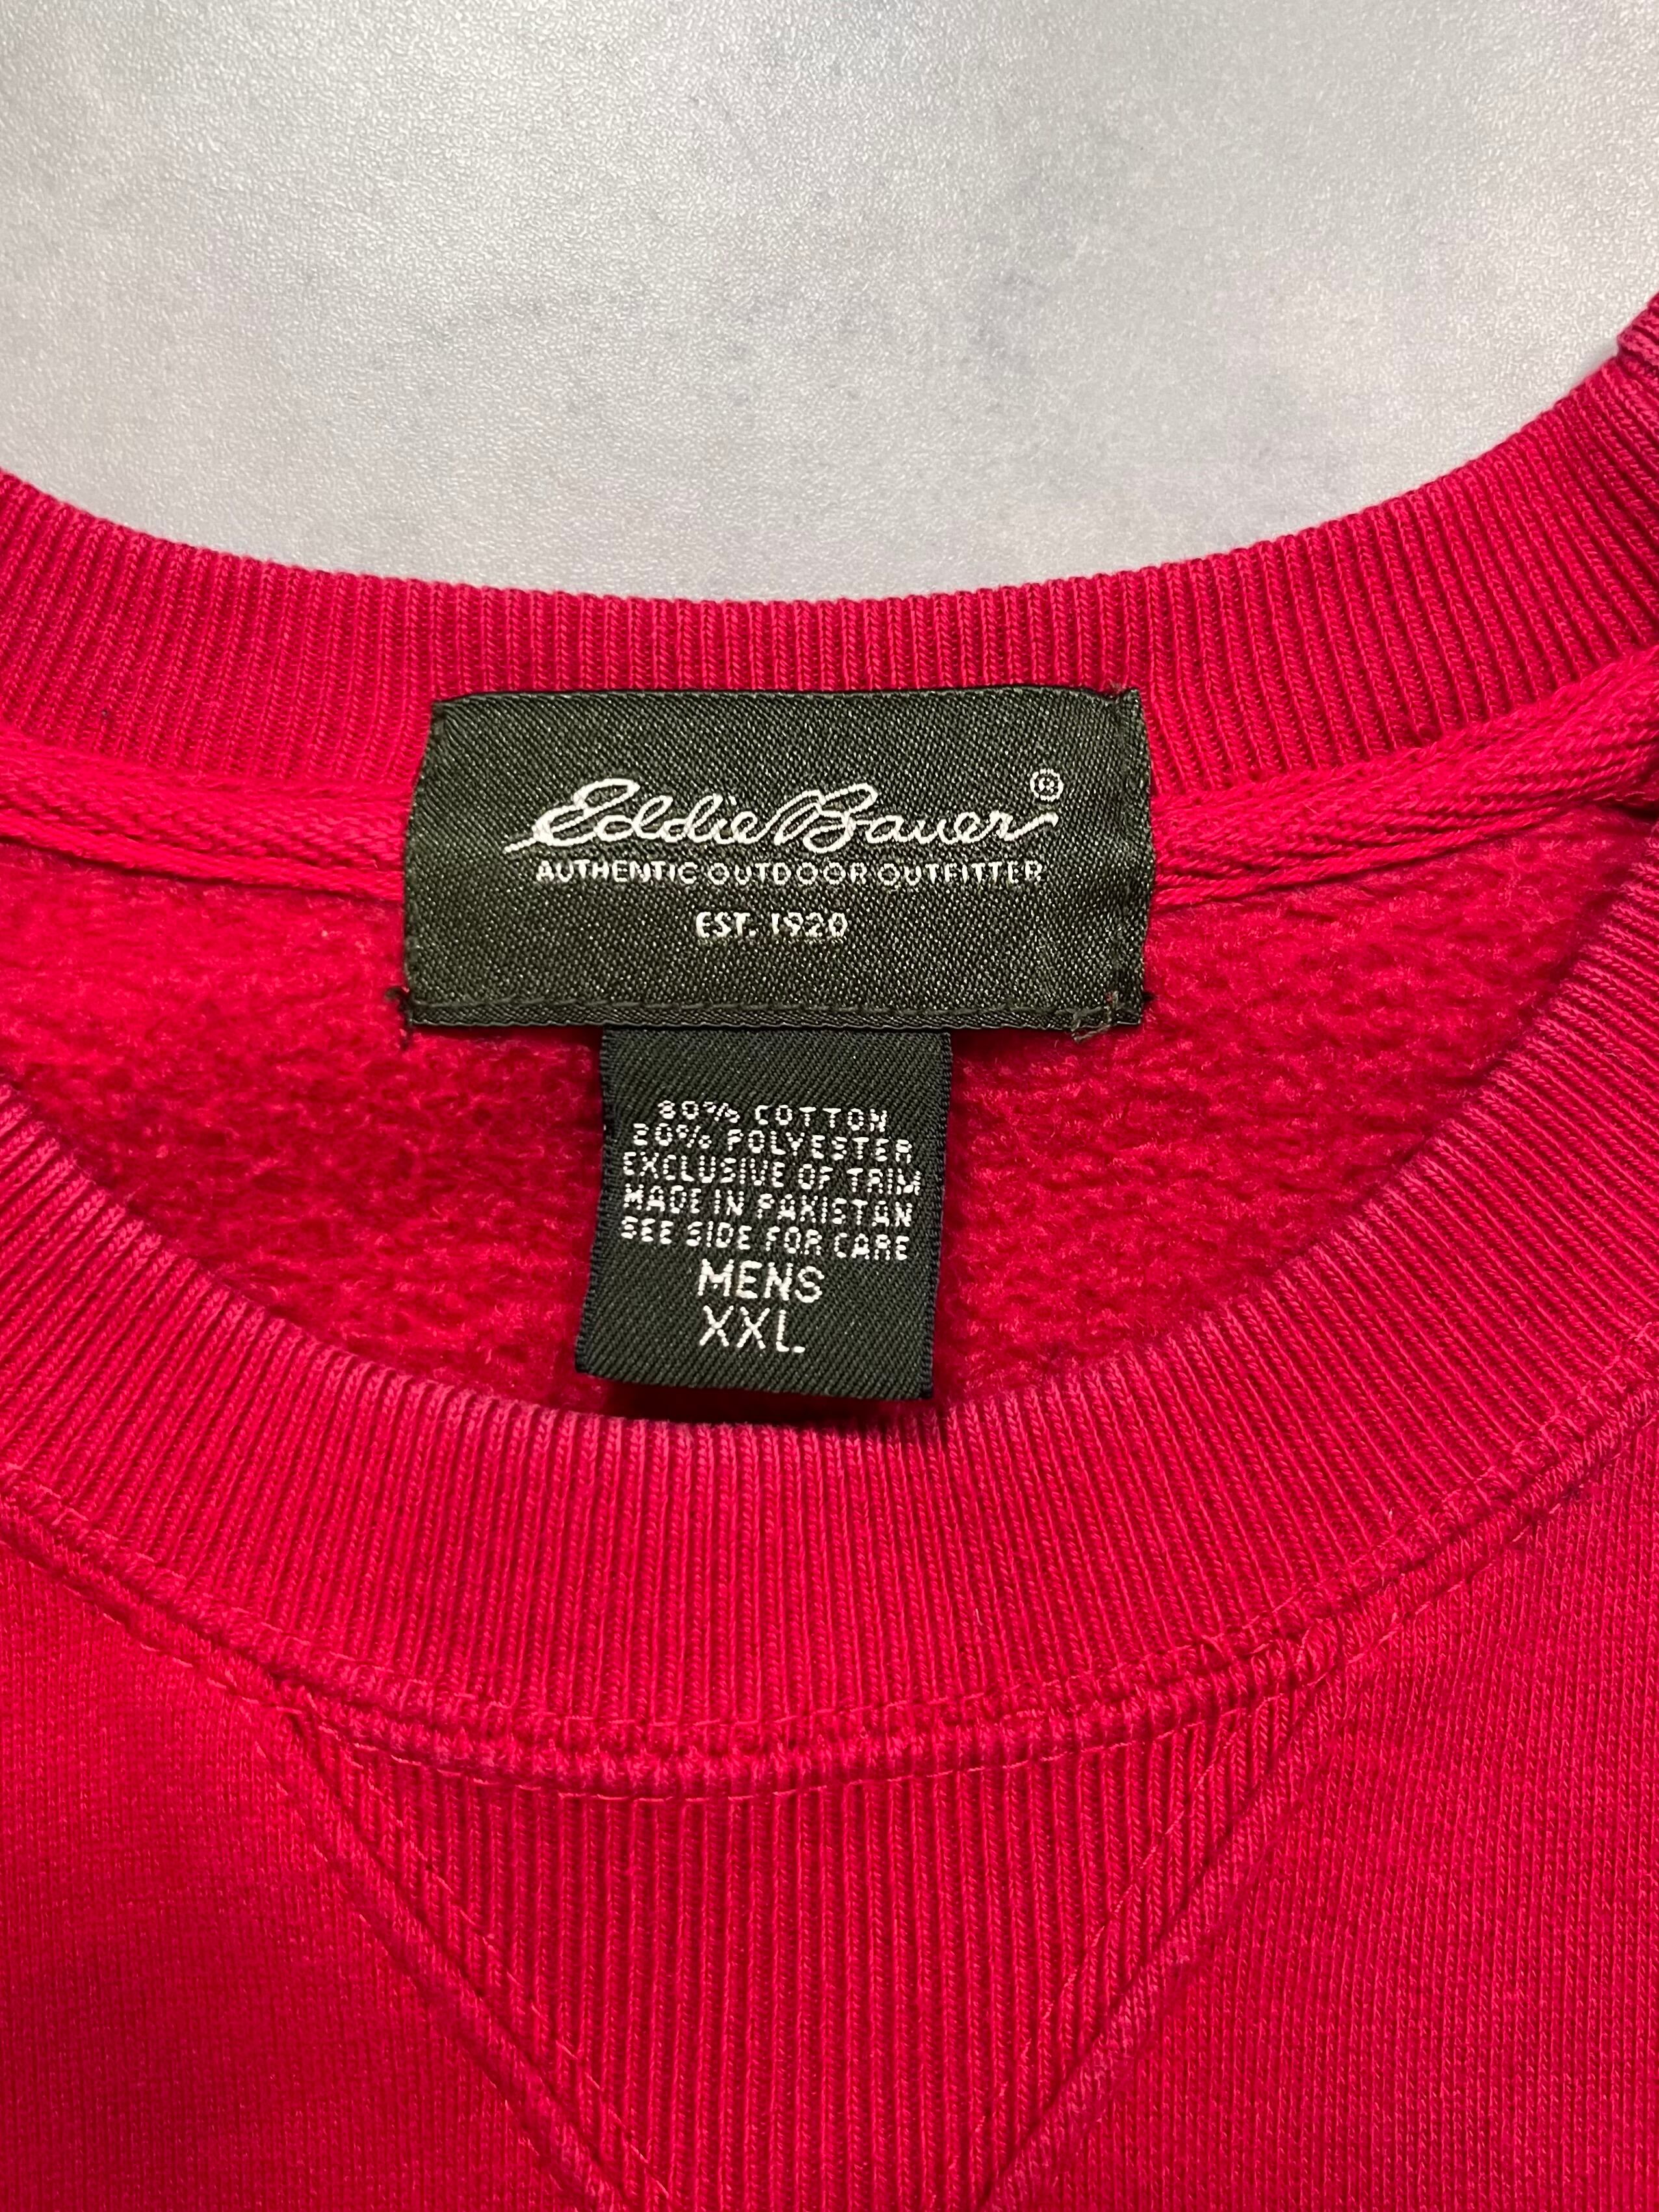 Eddie Bauer®
AUTHENTIC OUTDOOR OUTFITTER
EST. 1920
80% COTTON
20% POLYESTER
EXCLUSIVE OF TRIM
MADE IN PAKISTAN
SEE SIDE FOR CARE
MENS
XXL